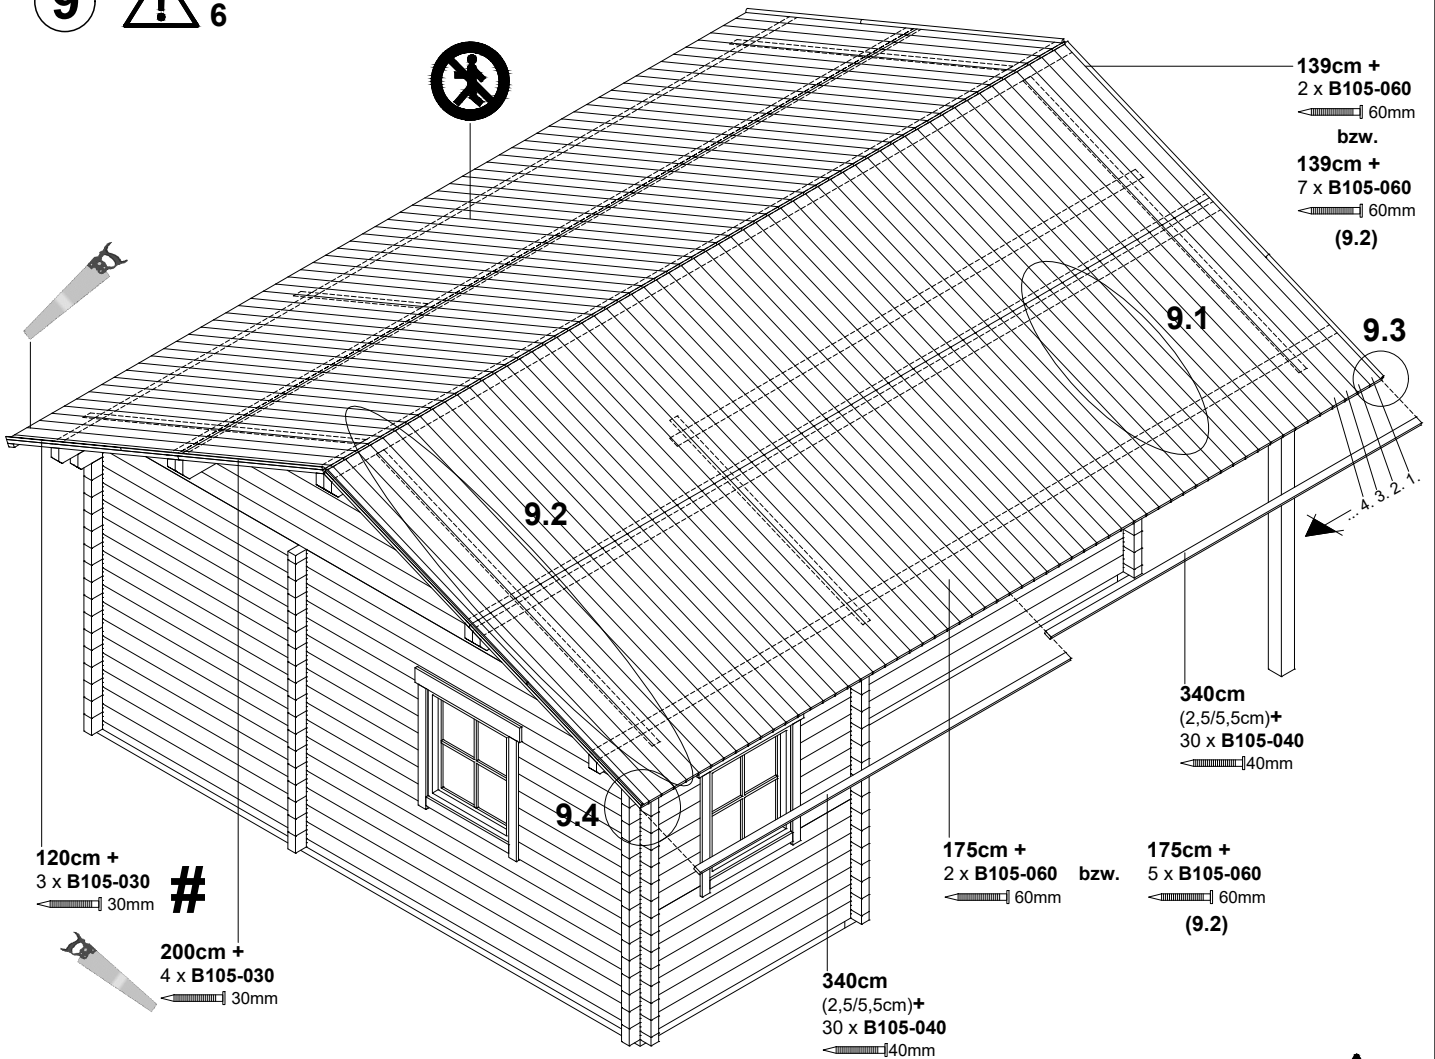 9
6
139cm +
2 x B105-060
60mm
bzw.
139cm +
7 x B105-060
60mm
(9.2)
9.1
9.3
9.2
... 4. 3. 2. 1.
9.4
340cm
(2,5/5,5cm)+
30 x B105-040
40mm
120cm +
3 x B105-030
30mm
#
200cm +
4 x B105-030
30mm
175cm +
2 x B105-060
60mm
bzw.
175cm +
5 x B105-060
60mm
(9.2)
340cm
(2,5/5,5cm)+
30 x B105-040
40mm